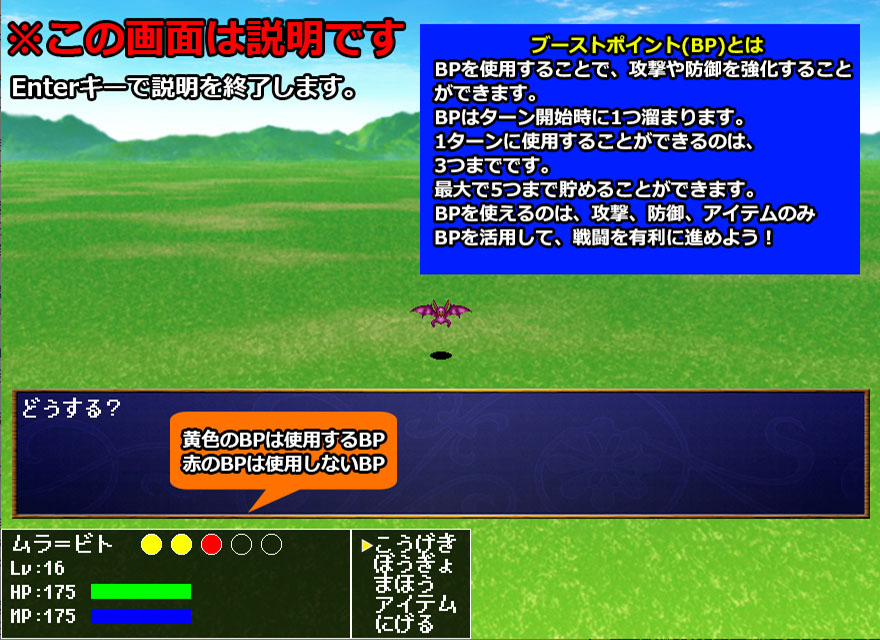 ※この画面は説明です
Enterキーで説明を終了します。
ブーストポイント(BP)とは
BPを使用することで、攻撃や防御を強化すること
ができます。
BPはターン開始時に1つ溜まります。
1ターンに使用することができるのは、
3つまでです。
最大で5つまで貯めることができます。
BPを使えるのは、攻撃、防御、アイテムのみ
BPを活用して、戦闘を有利に進めよう！
どうする？
黄色のBPは使用するBP
赤のBPは使用しないBP
ムラ＝ビト
Lv:16
HP:175
MP:175
こうげき
ぼうぎょ
まほう
アイテム
にげる